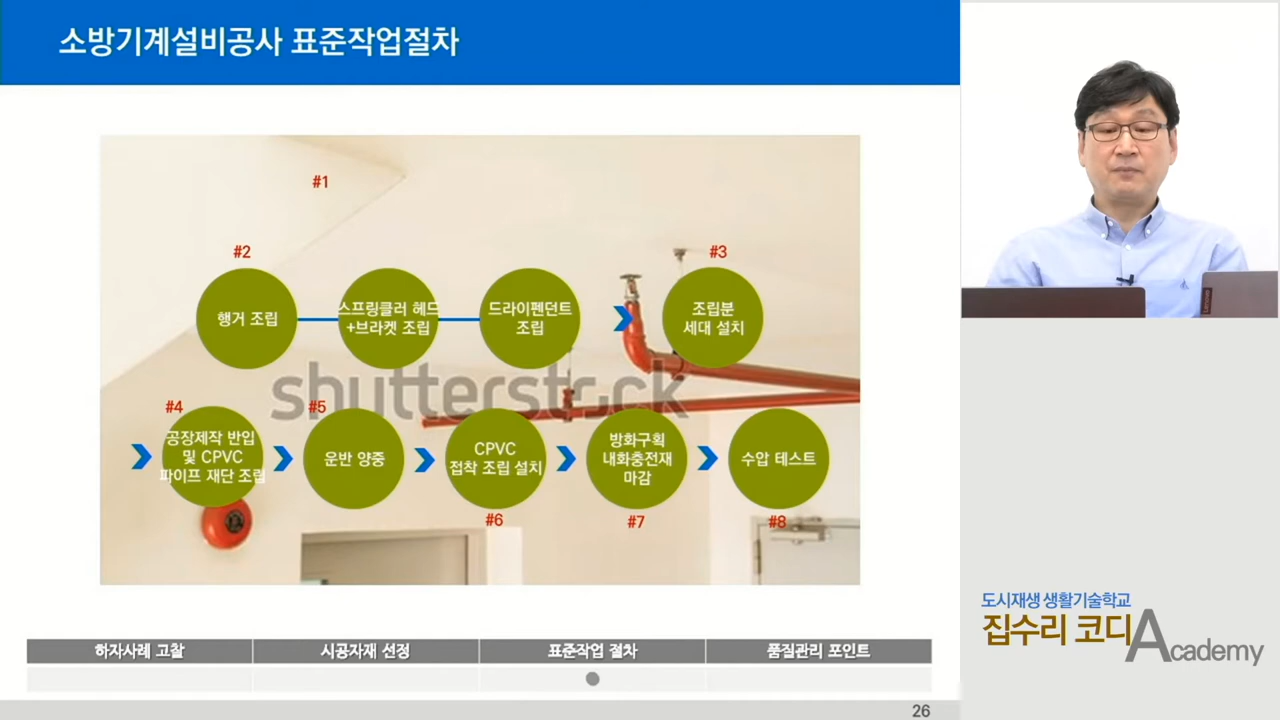 소방기계설비공사 표준작업절차
#1
#2
#3
행거 조립
스프링클러 헤드
+브라켓 조립
드라이펜던트
조립
조립분
세대 설치
shutterstock
#4
#5
공장제작 반입
및 CPVC
파이프 재단 조립
운반 양중
CPVC
접착 조립 설치
방화구획
내화충전재
마감
수압 테스트
#6
#7
#8
하자사례 고찰
시공자재 선정
표준작업 절차
품질관리 포인트
26
도시재생 생활기술학교
집수리 코디 Academy
Lenovo